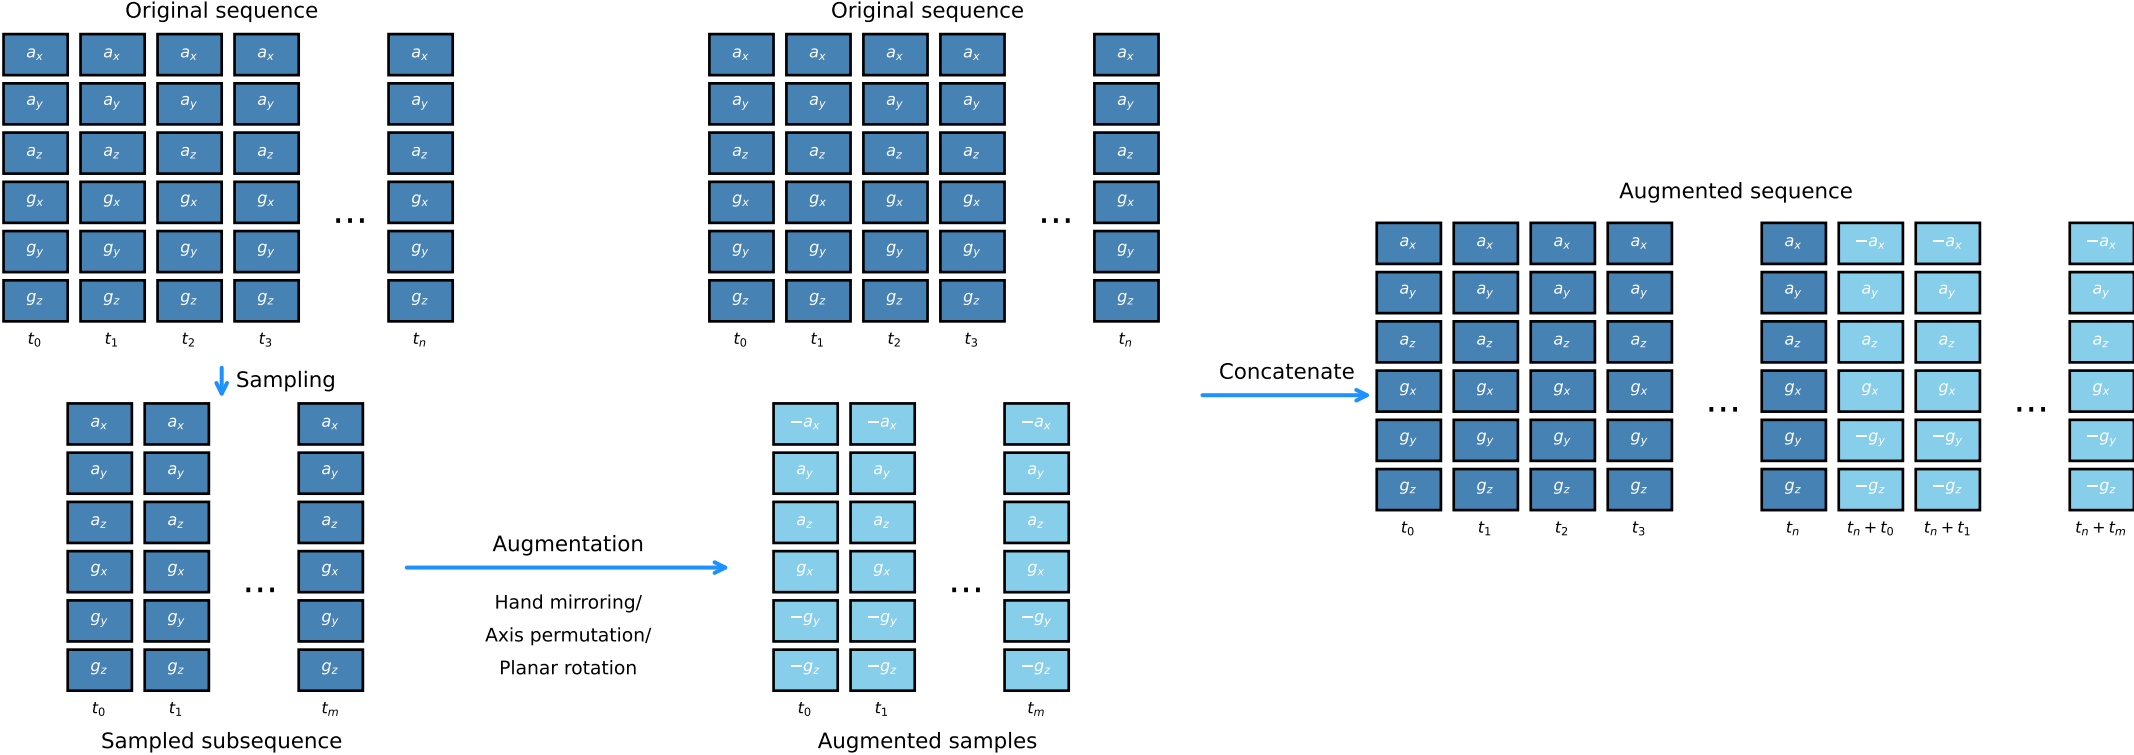 Original sequence
a_x a_x a_x a_x a_x
a_y a_y a_y a_y a_y
a_z a_z a_z a_z a_z
g_x g_x g_x g_x ... g_x
g_y g_y g_y g_y g_y
g_z g_z g_z g_z g_z
t_0 t_1 t_2 t_3 t_n
Sampling
a_x a_x a_x
a_y a_y a_y
a_z a_z a_z
g_x g_x ... g_x
g_y g_y g_y
g_z g_z g_z
t_0 t_1 t_m
Sampled subsequence
Augmentation
Hand mirroring/
Axis permutation/
Planar rotation
Original sequence
a_x a_x a_x a_x a_x
a_y a_y a_y a_y a_y
a_z a_z a_z a_z a_z
g_x g_x g_x g_x ... g_x
g_y g_y g_y g_y g_y
g_z g_z g_z g_z g_z
t_0 t_1 t_2 t_3 t_n
−a_x −a_x −a_x
a_y a_y a_y
a_z a_z a_z
g_x g_x ... g_x
−g_y −g_y −g_y
−g_z −g_z −g_z
t_0 t_1 t_m
Augmented samples
Concatenate
Augmented sequence
a_x a_x a_x a_x a_x −a_x −a_x −a_x
a_y a_y a_y a_y a_y a_y a_y a_y
a_z a_z a_z a_z a_z a_z a_z a_z
g_x g_x g_x g_x ... g_x g_x g_x ... g_x
g_y g_y g_y g_y g_y −g_y −g_y −g_y
g_z g_z g_z g_z g_z −g_z −g_z −g_z
t_0 t_1 t_2 t_3 t_n t_n + t_0 t_n + t_1 t_n + t_m